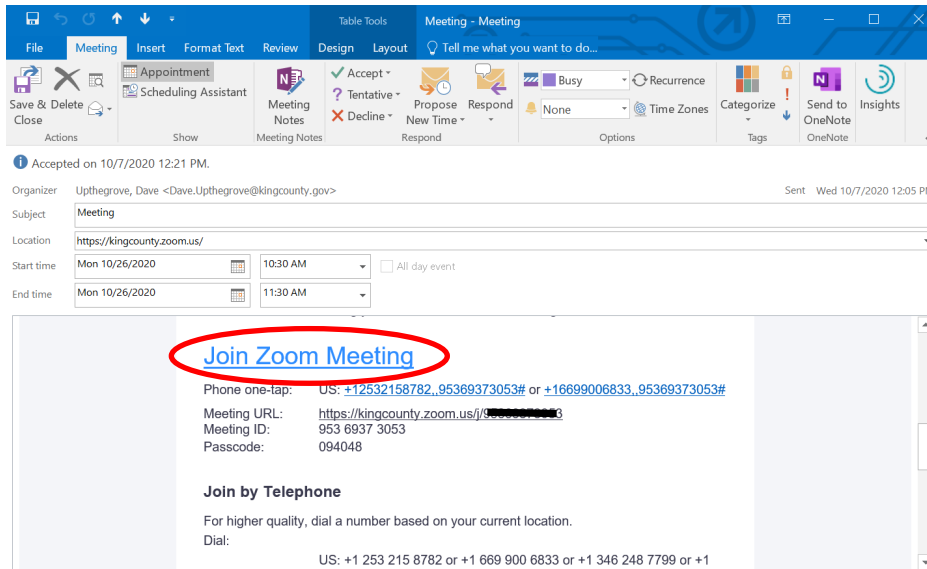 Table Tools Meeting - Meeting
File Meeting Insert Format Text Review Design Layout Tell me what you want to do...
Save & Close
Delete
Actions
Appointment
Scheduling Assistant
Show
Meeting Notes
Meeting Notes
Accept
Tentative
Decline
Propose New Time
Respond
Respond
Busy
None
Recurrence
Time Zones
Options
Categorize
Tags
Send to OneNote
OneNote
Insights
Accepted on 10/7/2020 12:21 PM.
Organizer Upthegrove, Dave <Dave.Upthegrove@kingcounty.gov> Sent Wed 10/7/2020 12:05 PM
Subject Meeting
Location https://kingcounty.zoom.us/
Start time Mon 10/26/2020 10:30 AM All day event
End time Mon 10/26/2020 11:30 AM
Join Zoom Meeting
Phone one-tap: US: +12532158782,,95369373053# or +16699006833,,95369373053#
Meeting URL: https://kingcounty.zoom.us/j/
Meeting ID: 953 6937 3053
Passcode: 094048
Join by Telephone
For higher quality, dial a number based on your current location.
Dial:
US: +1 253 215 8782 or +1 669 900 6833 or +1 346 248 7799 or +1